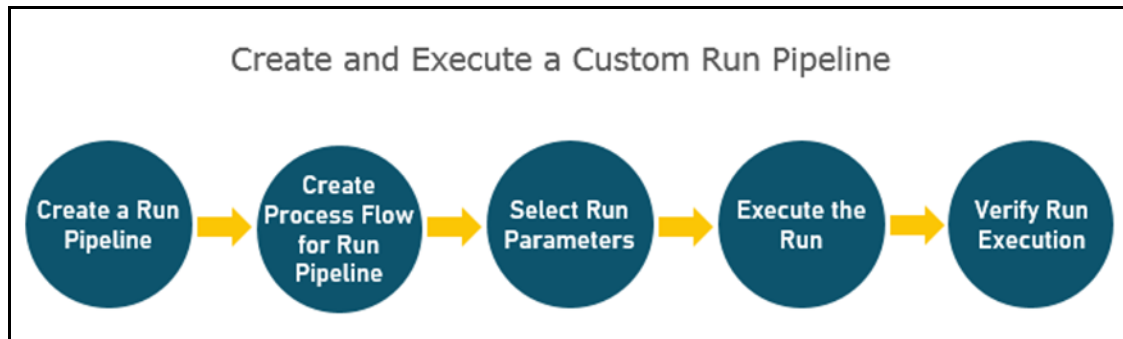 Create and Execute a Custom Run Pipeline
Create a Run
Pipeline
Create
Process Flow
for Run
Pipeline
Select Run
Parameters
Execute the
Run
Verify Run
Execution